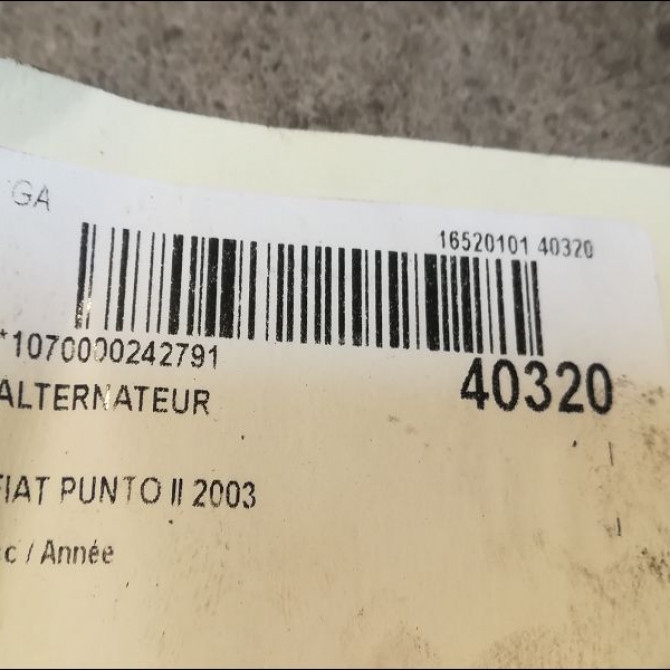 GA
16520101 40320
*1070000242791
40320
ALTERNATEUR
FIAT PUNTO II 2003
c / Année